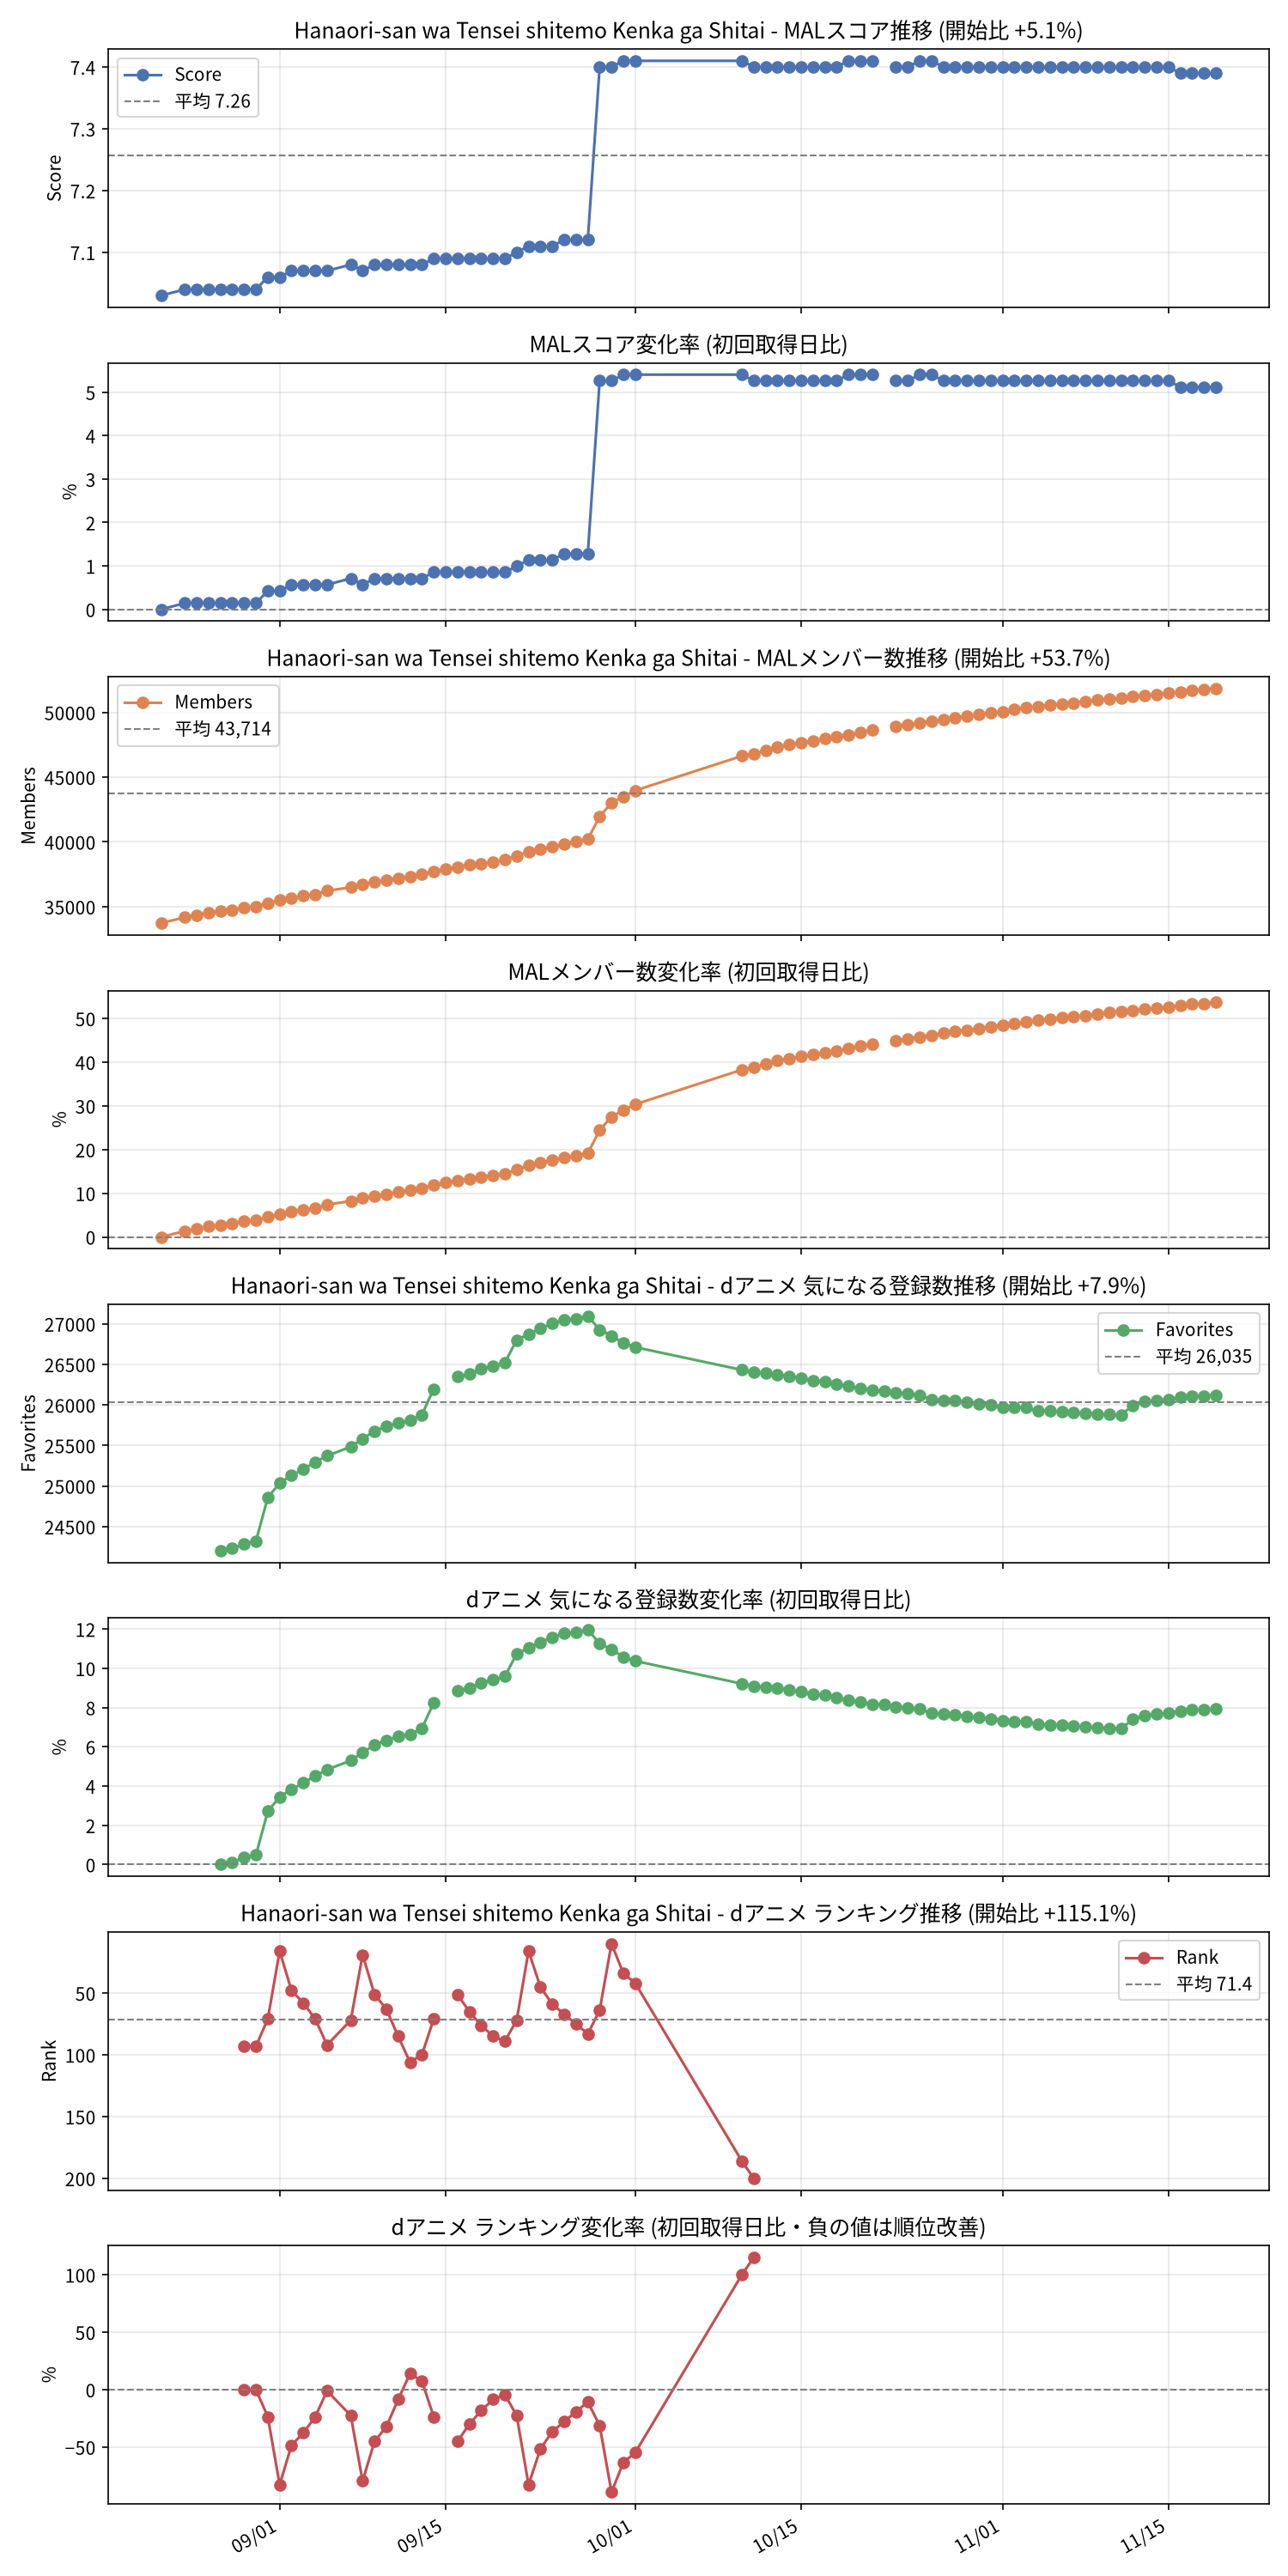 Hanaori-san wa Tensei shitemo Kenka ga Shitai - MALスコア推移 (開始比 +5.1%)
Score
平均 7.26
Score
7.4
7.3
7.2
7.1
MALスコア変化率 (初回取得日比)
%
5
4
3
2
1
0
Hanaori-san wa Tensei shitemo Kenka ga Shitai - MALメンバー数推移 (開始比 +53.7%)
Members
平均 43,714
Members
50000
45000
40000
35000
MALメンバー数変化率 (初回取得日比)
%
50
40
30
20
10
0
Hanaori-san wa Tensei shitemo Kenka ga Shitai - dアニメ 気になる登録数推移 (開始比 +7.9%)
Favorites
平均 26,035
Favorites
27000
26500
26000
25500
25000
24500
dアニメ 気になる登録数変化率 (初回取得日比)
%
12
10
8
6
4
2
0
Hanaori-san wa Tensei shitemo Kenka ga Shitai - dアニメ ランキング推移 (開始比 +115.1%)
Rank
平均 71.4
Rank
50
100
150
200
dアニメ ランキング変化率 (初回取得日比・負の値は順位改善)
%
100
50
0
−50
09/01
09/15
10/01
10/15
11/01
11/15